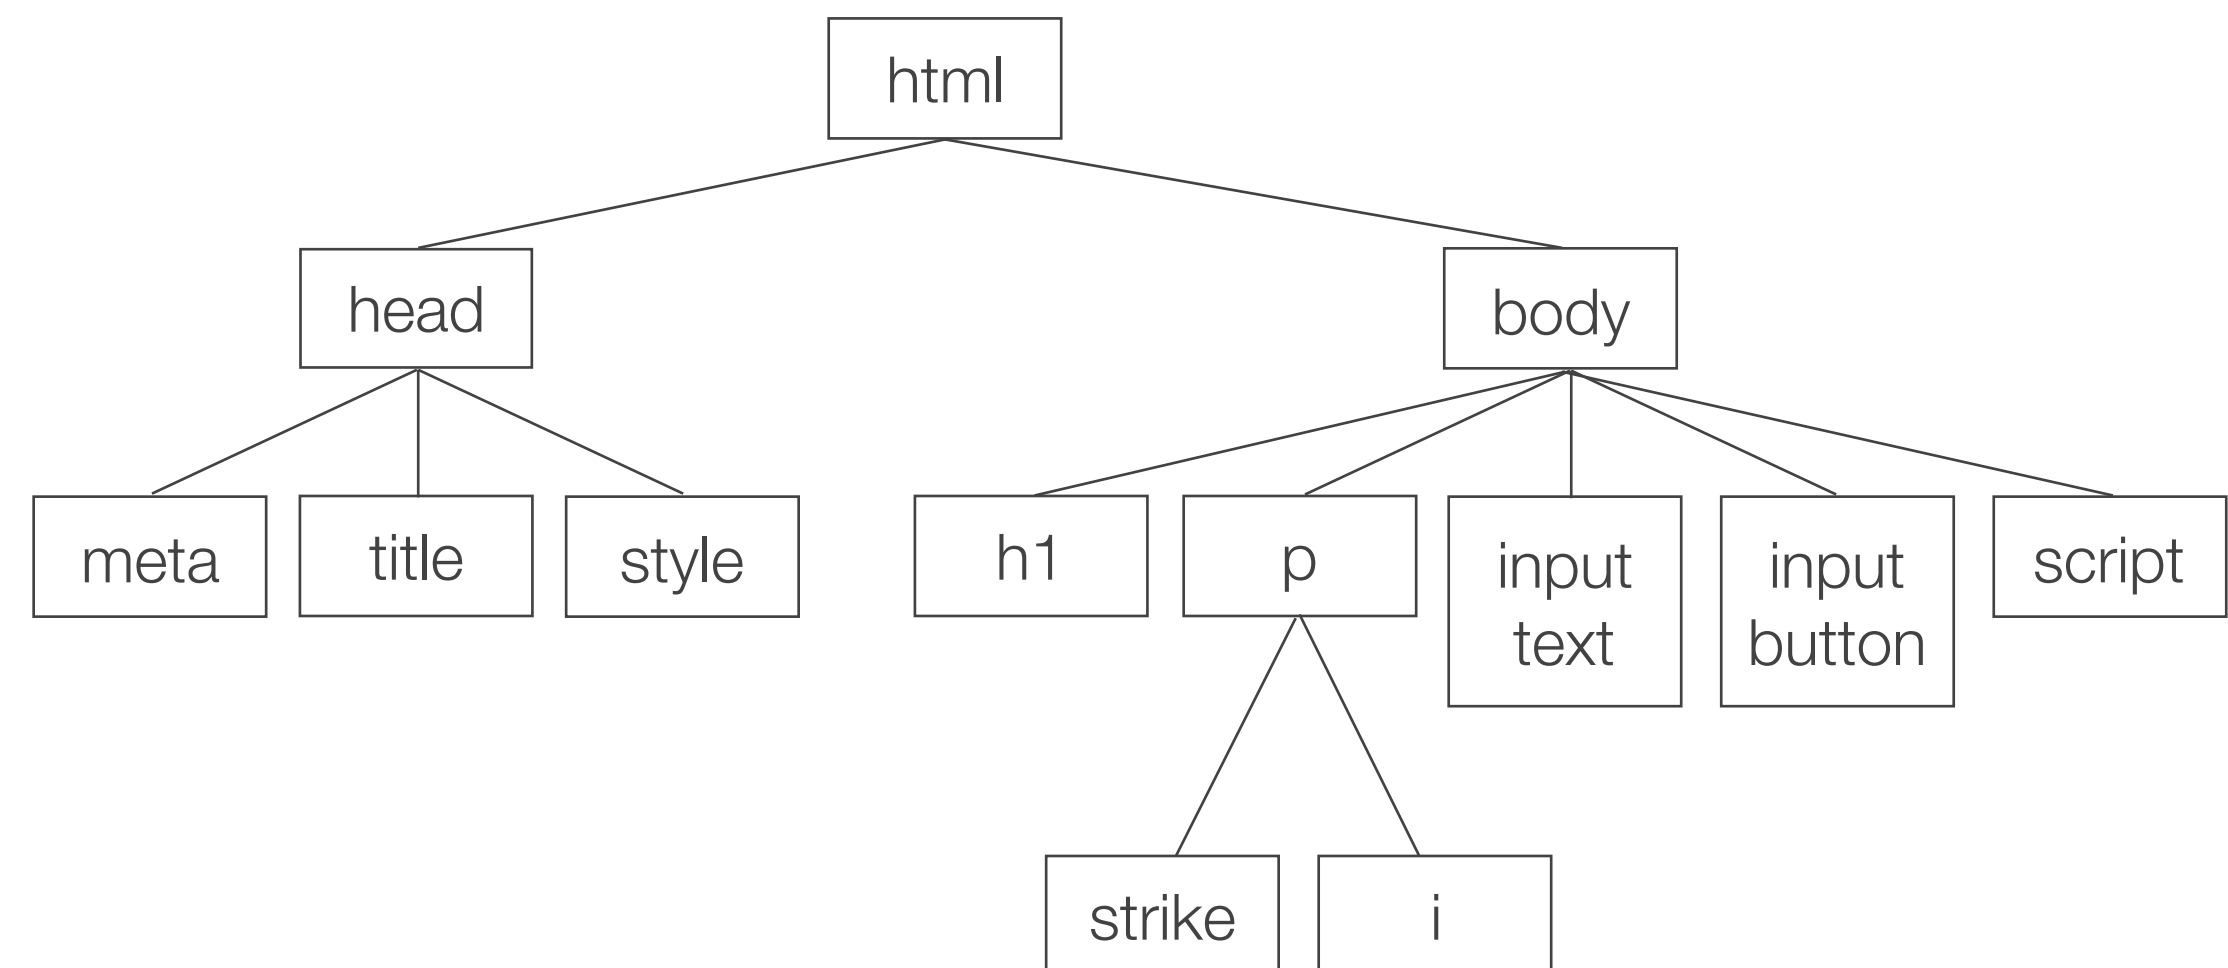 html
head
body
meta
title
style
h1
p
input
text
input
button
script
strike
i